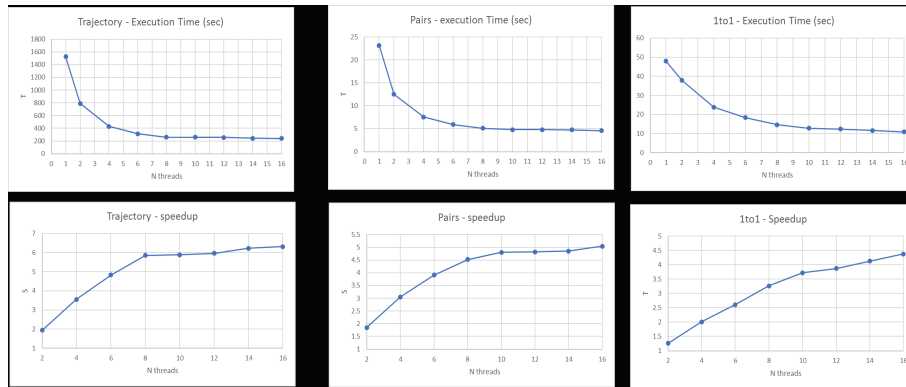 Trajectory - Execution Time (sec)
1800
1600
1400
1200
1000
800
600
400
200
0
T
0 1 2 3 4 5 6 7 8 9 10 11 12 13 14 15 16
N threads
Pairs - execution Time (sec)
25
20
15
10
5
0
T
0 1 2 3 4 5 6 7 8 9 10 11 12 13 14 15 16
N threads
1to1 - Execution Time (sec)
60
50
40
30
20
10
0
T
0 1 2 3 4 5 6 7 8 9 10 11 12 13 14 15 16
N threads
Trajectory - speedup
7
6
5
4
3
2
1
S
2 4 6 8 10 12 14 16
N threads
Pairs - speedup
5.5
5
4.5
4
3.5
3
2.5
2
1.5
1
S
2 4 6 8 10 12 14 16
N threads
1to1 - Speedup
5
4.5
4
3.5
3
2.5
2
1.5
1
T
2 4 6 8 10 12 14 16
N threads